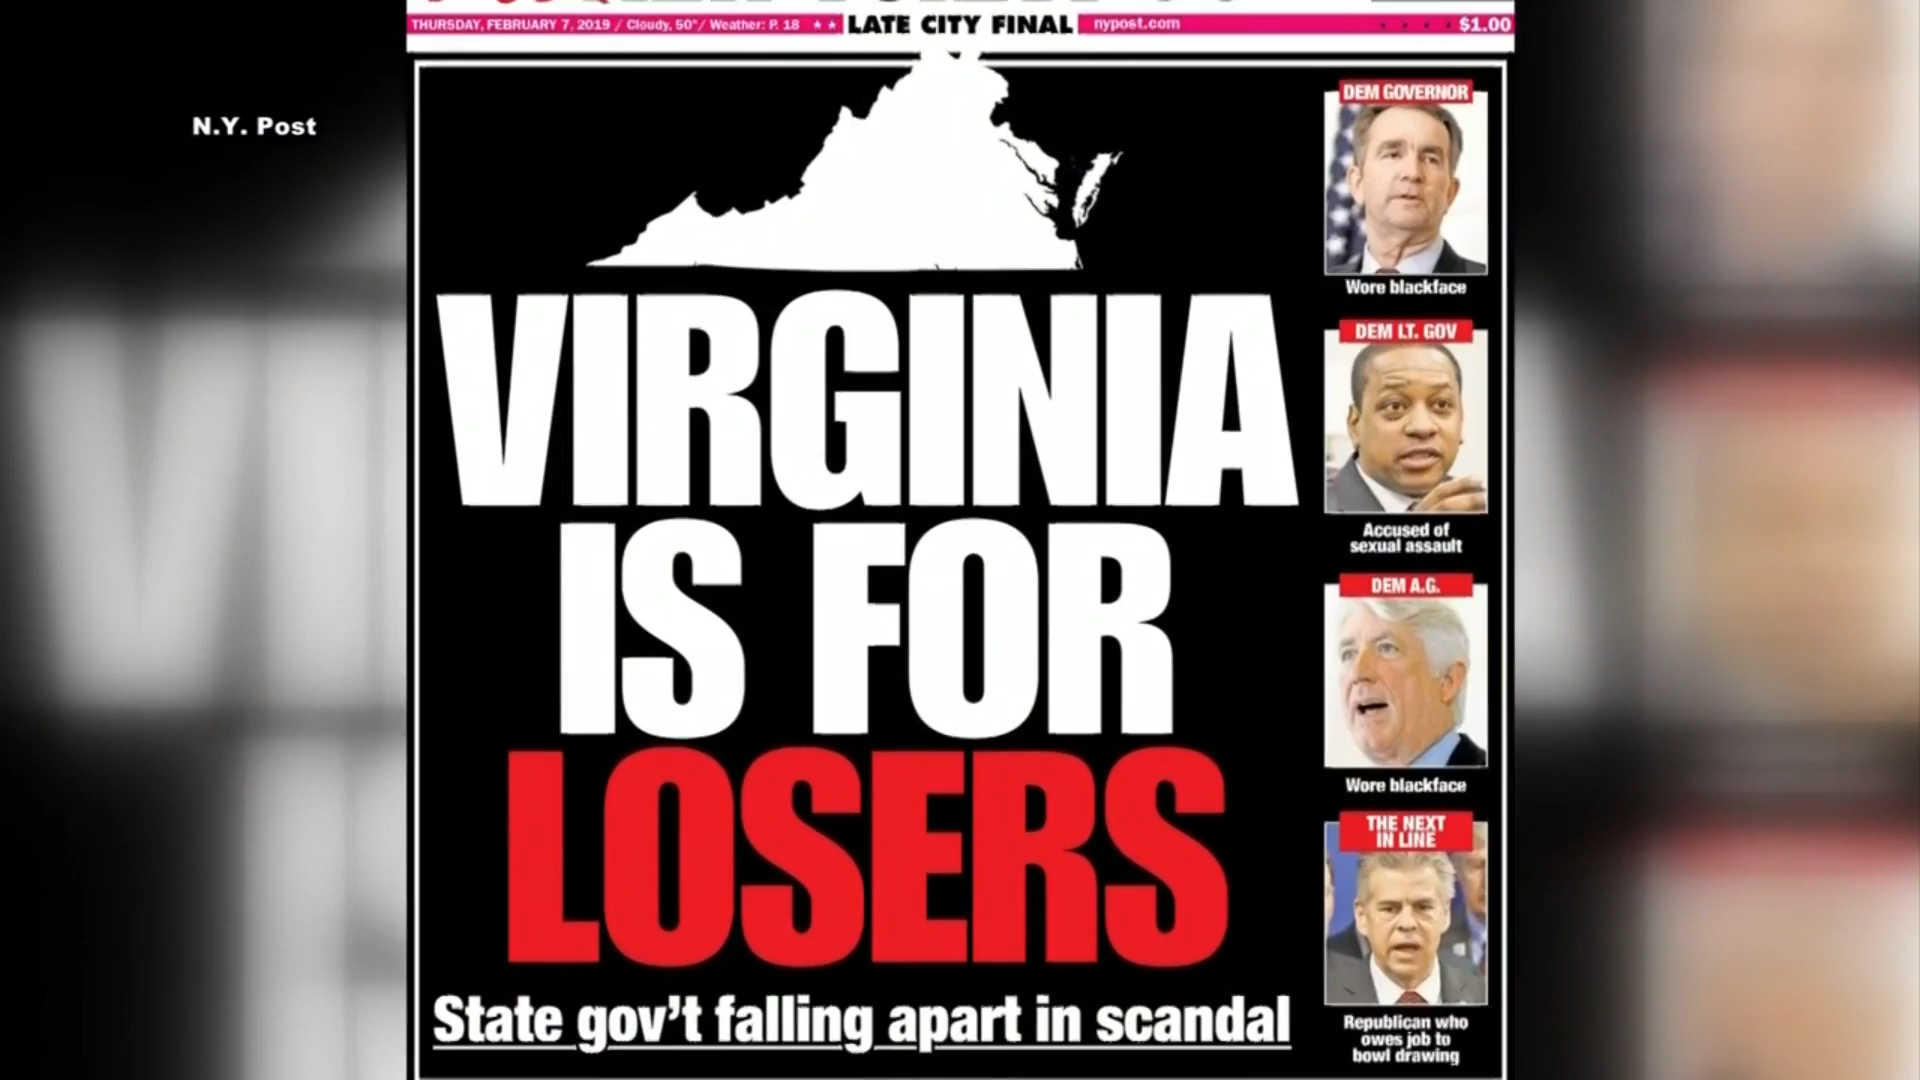 THURSDAY, FEBRUARY 7, 2019 / Cloudy, 50°/ Weather: P. 18 ★ ★ LATE CITY FINAL nypost.com $1.00
N.Y. Post
VIRGINIA
IS FOR
LOSERS
State gov't falling apart in scandal
DEM GOVERNOR
Wore blackface
DEM LT. GOV
Accused of
sexual assault
DEM A.G.
Wore blackface
THE NEXT
IN LINE
Republican who
owes job to
bowl drawing